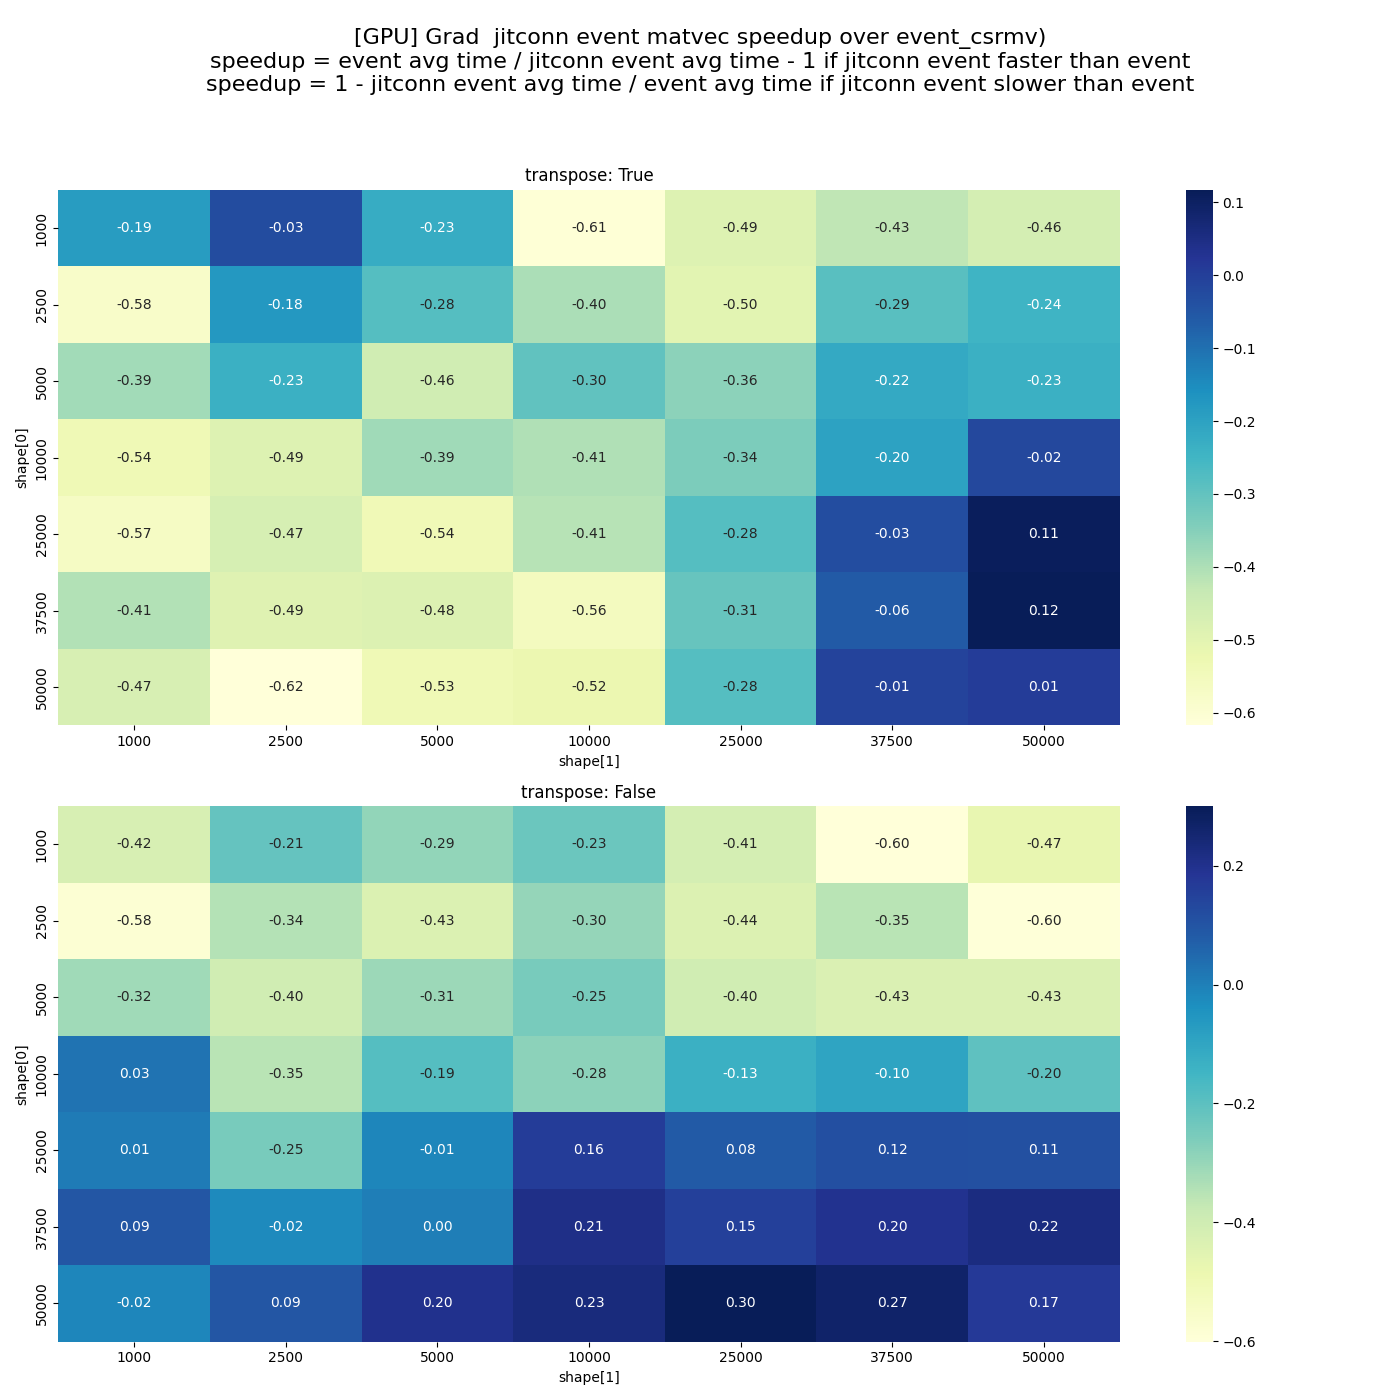 [GPU] Grad  jitconn event matvec speedup over event_csrmv)
speedup = event avg time / jitconn event avg time - 1 if jitconn event faster than event
speedup = 1 - jitconn event avg time / event avg time if jitconn event slower than event
transpose: True
shape[0]
1000 -0.19 -0.03 -0.23 -0.61 -0.49 -0.43 -0.46
2500 -0.58 -0.18 -0.28 -0.40 -0.50 -0.29 -0.24
5000 -0.39 -0.23 -0.46 -0.30 -0.36 -0.22 -0.23
10000 -0.54 -0.49 -0.39 -0.41 -0.34 -0.20 -0.02
25000 -0.57 -0.47 -0.54 -0.41 -0.28 -0.03 0.11
37500 -0.41 -0.49 -0.48 -0.56 -0.31 -0.06 0.12
50000 -0.47 -0.62 -0.53 -0.52 -0.28 -0.01 0.01
1000 2500 5000 10000 25000 37500 50000
shape[1]
0.1
0.0
−0.1
−0.2
−0.3
−0.4
−0.5
−0.6
transpose: False
shape[0]
1000 -0.42 -0.21 -0.29 -0.23 -0.41 -0.60 -0.47
2500 -0.58 -0.34 -0.43 -0.30 -0.44 -0.35 -0.60
5000 -0.32 -0.40 -0.31 -0.25 -0.40 -0.43 -0.43
10000 0.03 -0.35 -0.19 -0.28 -0.13 -0.10 -0.20
25000 0.01 -0.25 -0.01 0.16 0.08 0.12 0.11
37500 0.09 -0.02 0.00 0.21 0.15 0.20 0.22
50000 -0.02 0.09 0.20 0.23 0.30 0.27 0.17
1000 2500 5000 10000 25000 37500 50000
shape[1]
0.2
0.0
−0.2
−0.4
−0.6